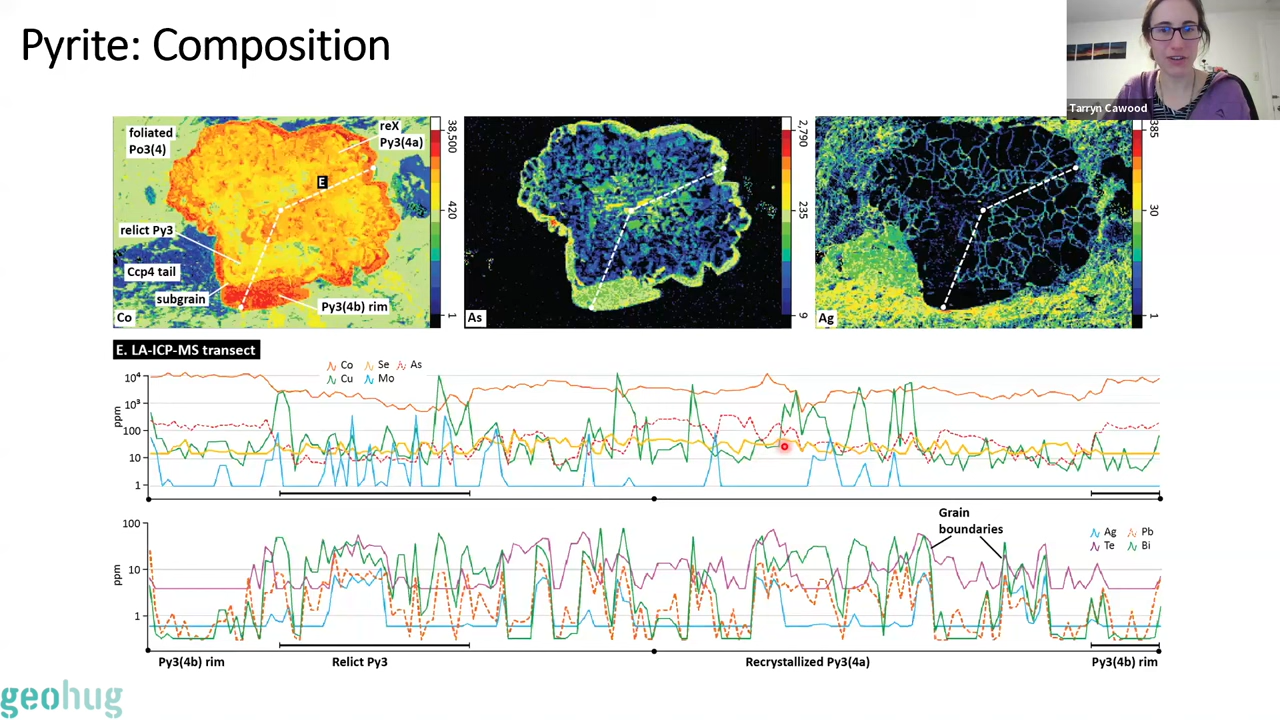 Pyrite: Composition
Tarryn Cawood
foliated
Po3(4)
reX
Py3(4a)
E
relict Py3
Ccp4 tail
subgrain
Py3(4b) rim
Co
38,500
420
1
As
2,790
235
9
Ag
385
30
1
E. LA-ICP-MS transect
Co Se As
Cu Mo
ppm
10⁴
10³
100
10
1
ppm
100
10
1
Grain
boundaries
Ag Pb
Te Bi
Py3(4b) rim
Relict Py3
Recrystallized Py3(4a)
Py3(4b) rim
geohug